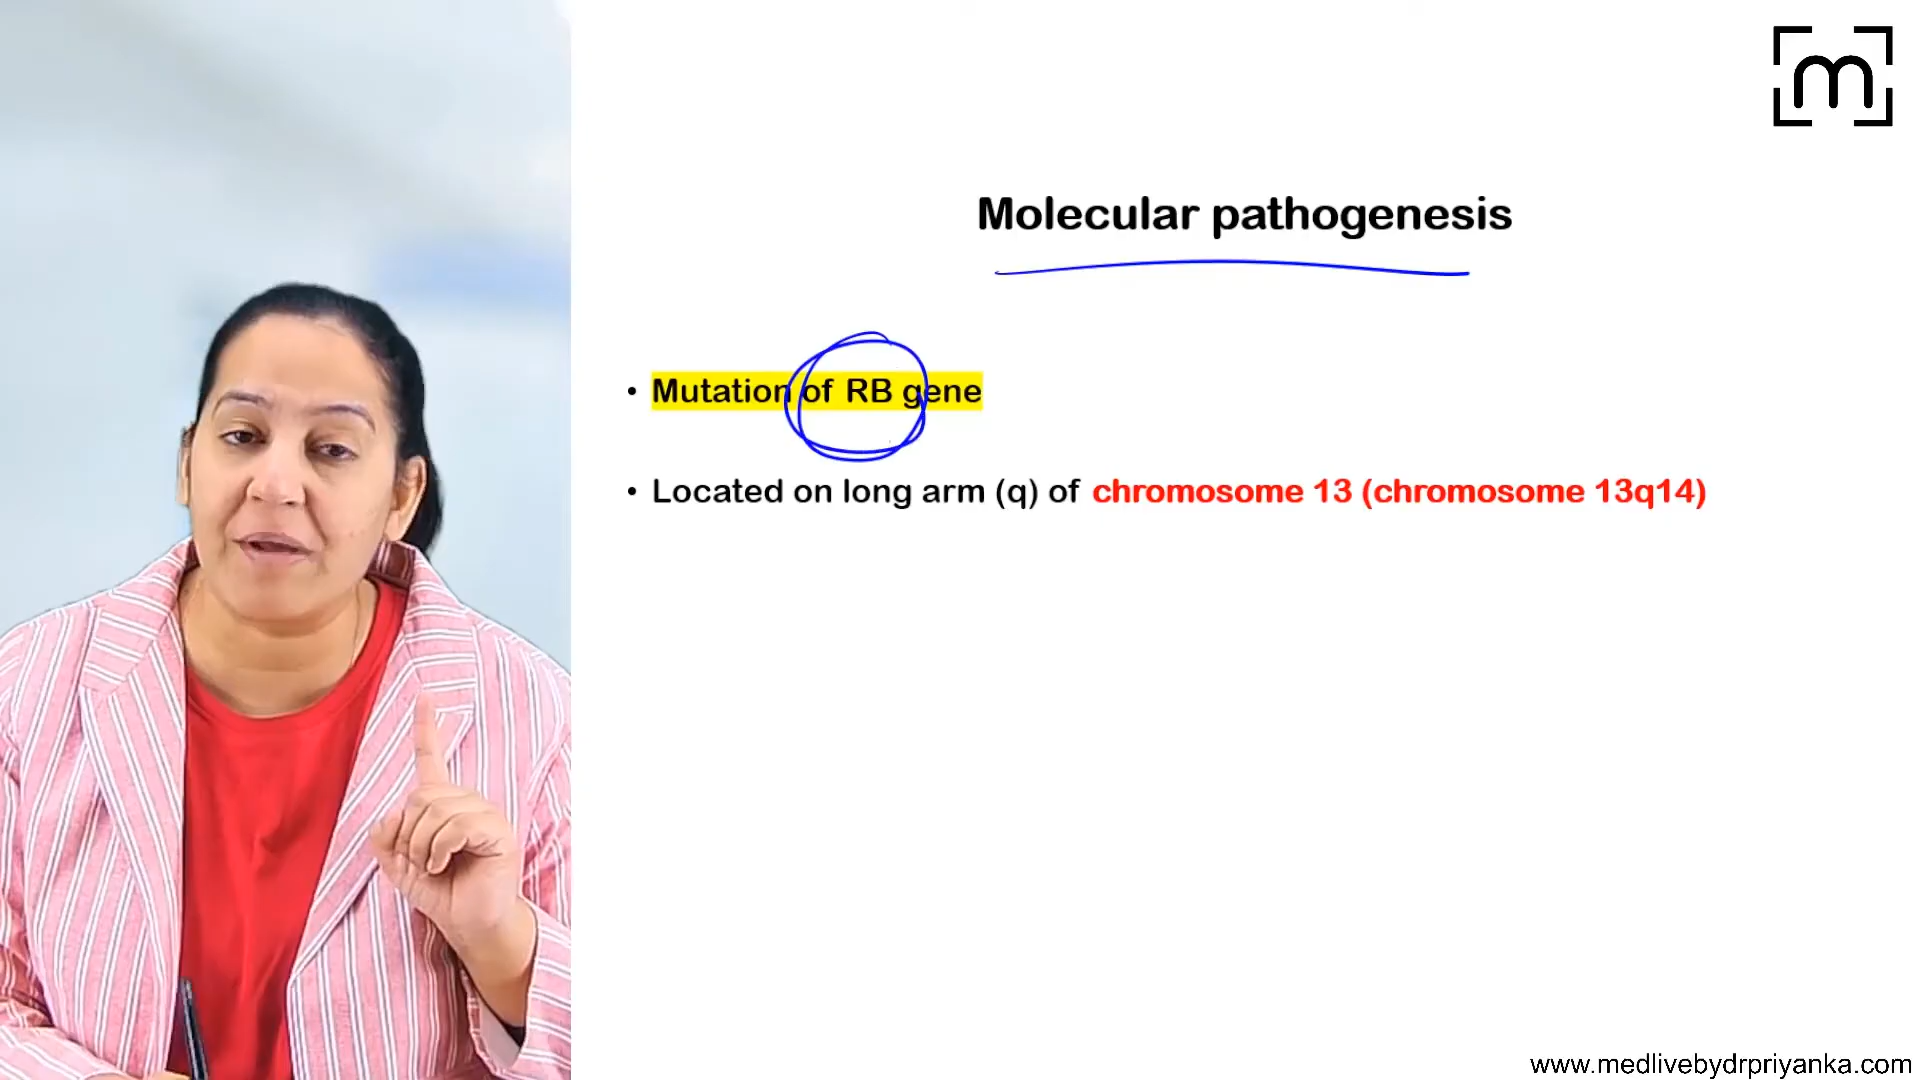 m
Molecular pathogenesis
• Mutation of RB gene
• Located on long arm (q) of chromosome 13 (chromosome 13q14)
www.medlivebydrpriyanka.com